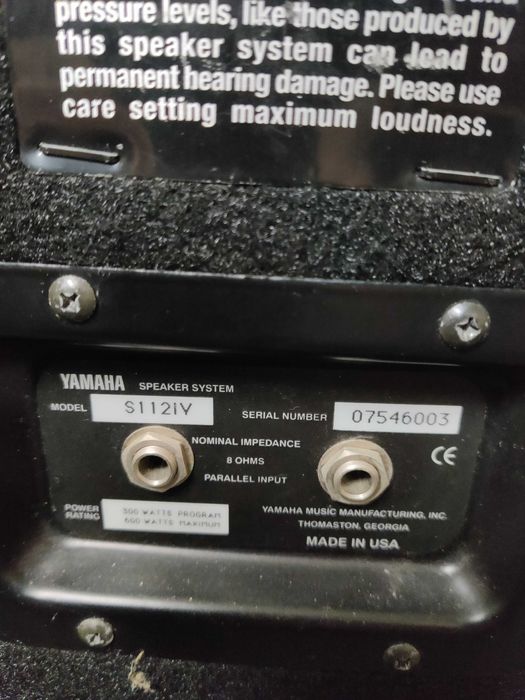 pressure levels, like those produced by
this speaker system can lead to
permanent hearing damage. Please use
care setting maximum loudness.
YAMAHA SPEAKER SYSTEM
MODEL S112iV SERIAL NUMBER 07546003
NOMINAL IMPEDANCE
8 OHMS
PARALLEL INPUT
CE
POWER RATING 300 WATTS PROGRAM
600 WATTS MAXIMUM
YAMAHA MUSIC MANUFACTURING, INC.
THOMASTON, GEORGIA
MADE IN USA